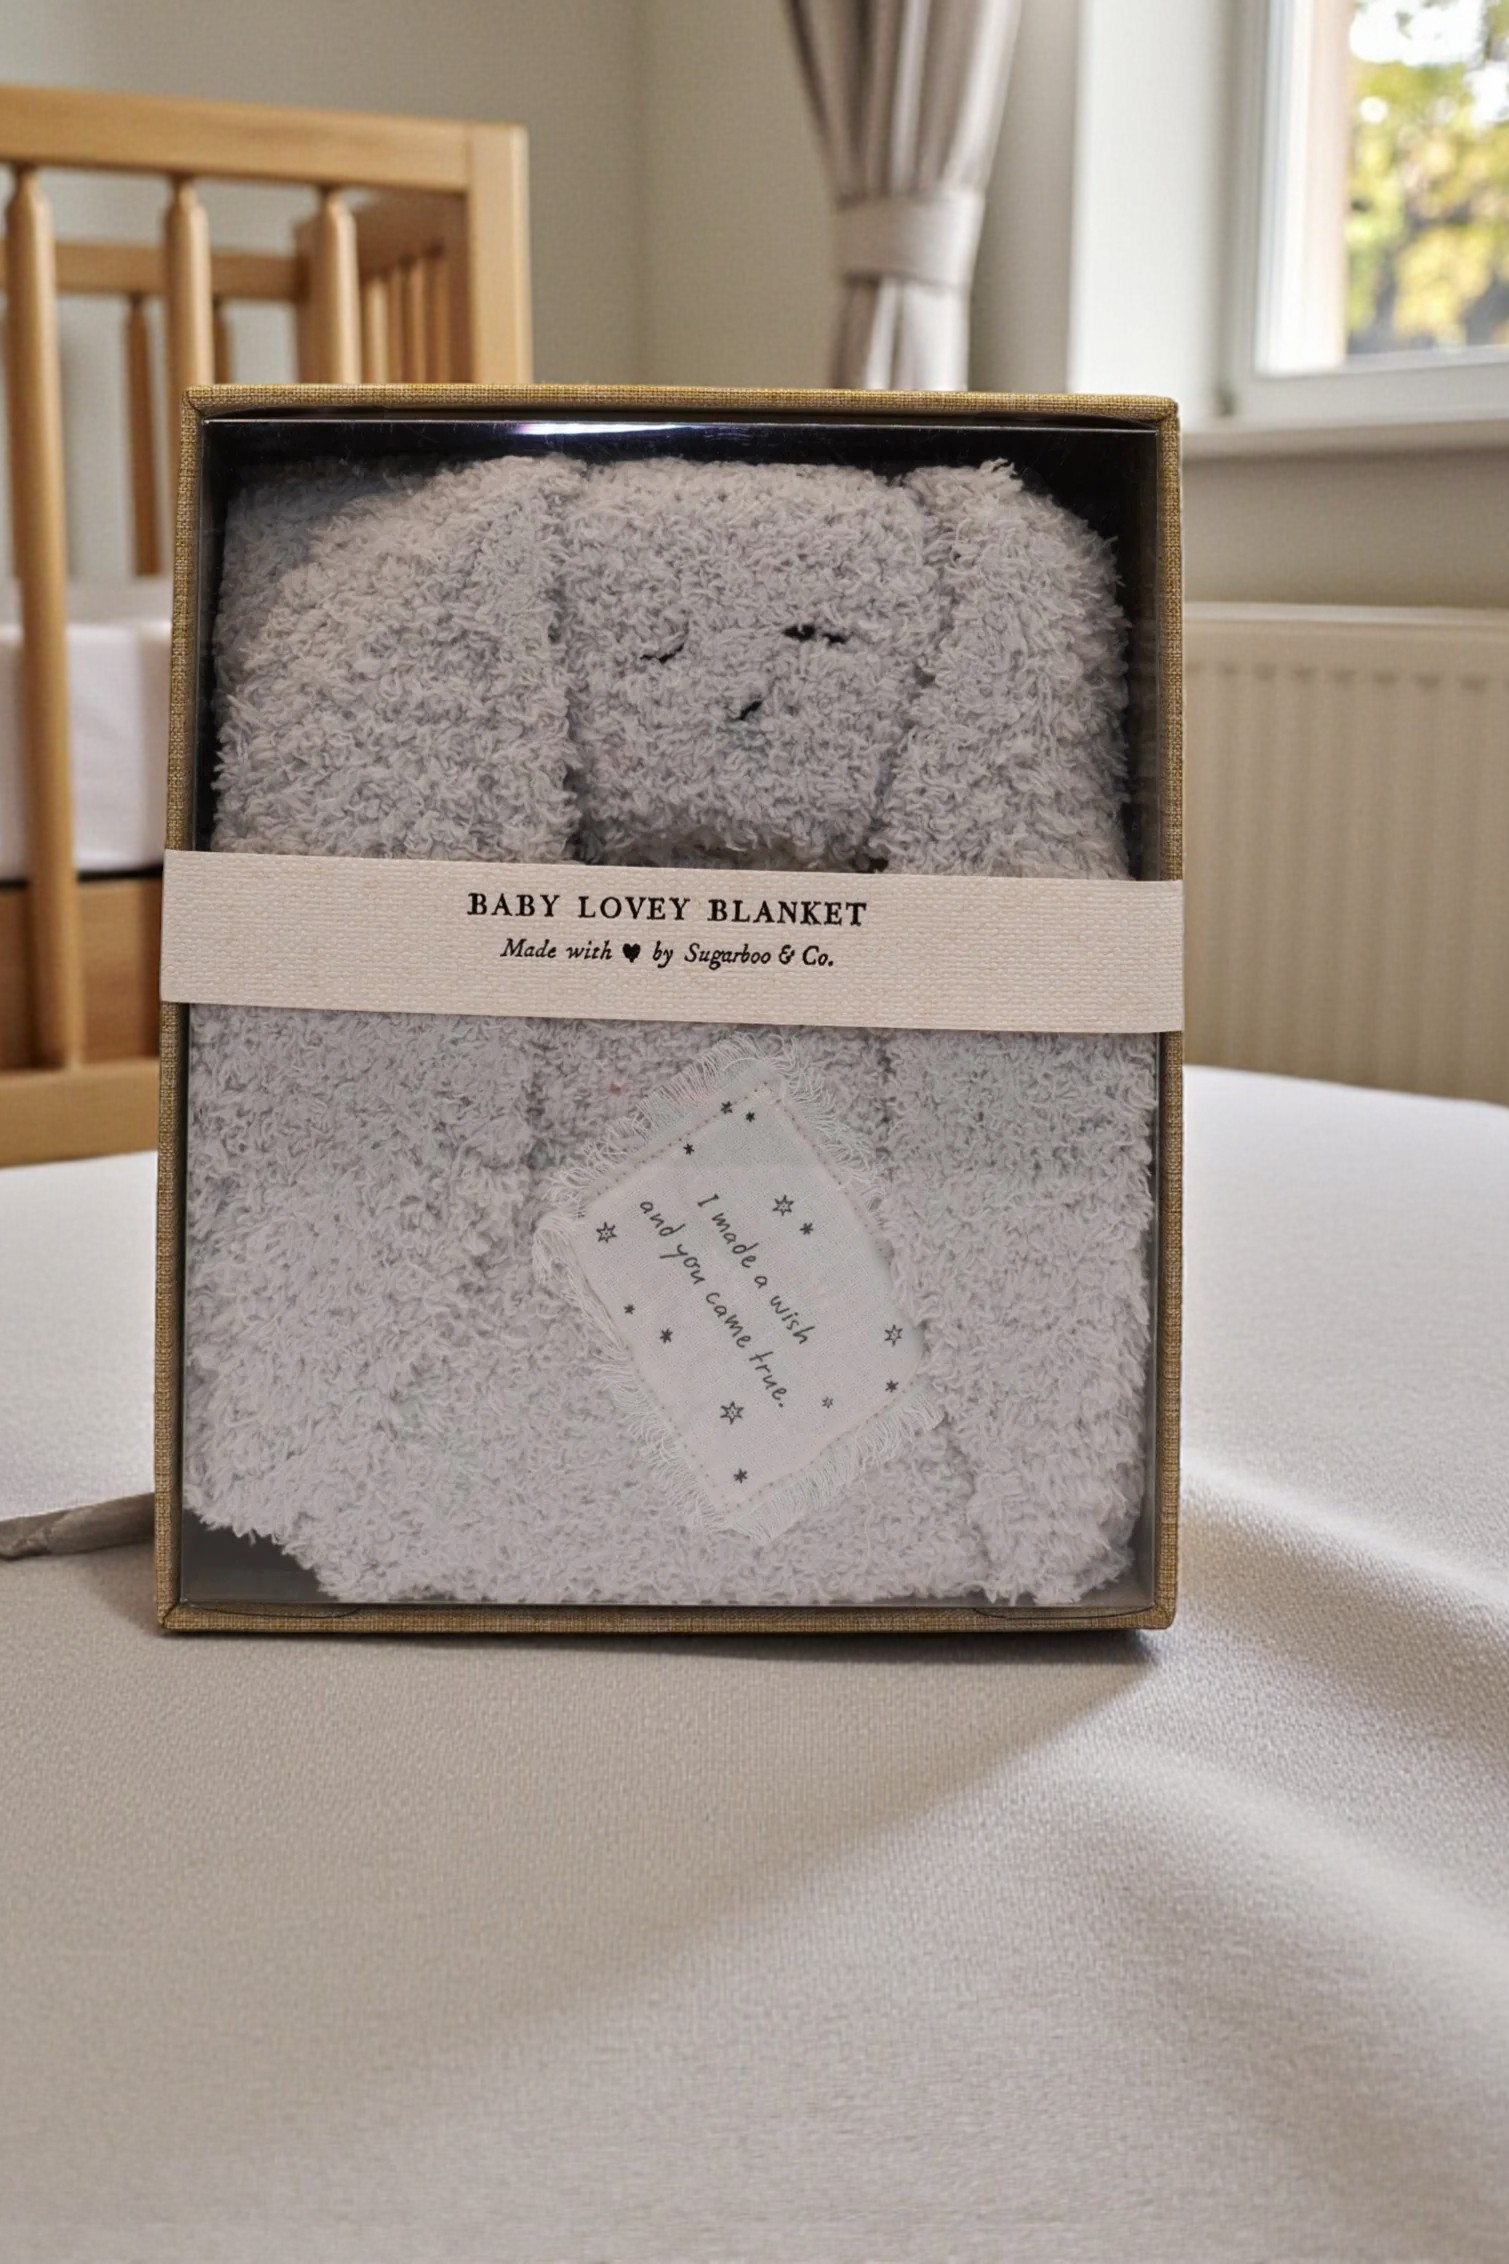 BABY LOVEY BLANKET
Made with ♥ by Sugarboo & Co.
I made a wish
and you came true.